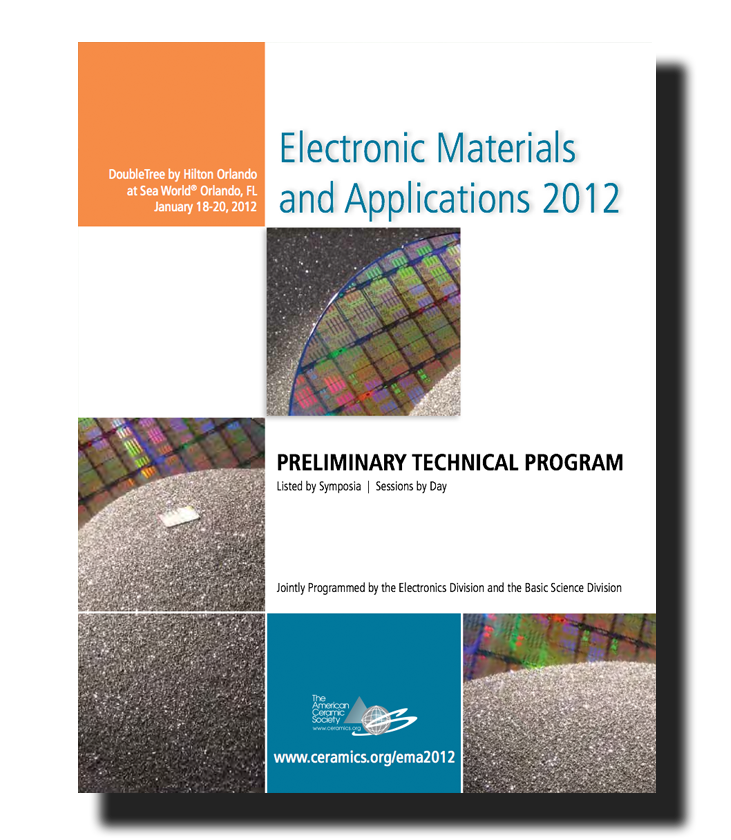 DoubleTree by Hilton Orlando
at Sea World® Orlando, FL
January 18-20, 2012
Electronic Materials
and Applications 2012
PRELIMINARY TECHNICAL PROGRAM
Listed by Symposia | Sessions by Day
Jointly Programmed by the Electronics Division and the Basic Science Division
The
American
Ceramic
Society
www.ceramics.org
www.ceramics.org/ema2012